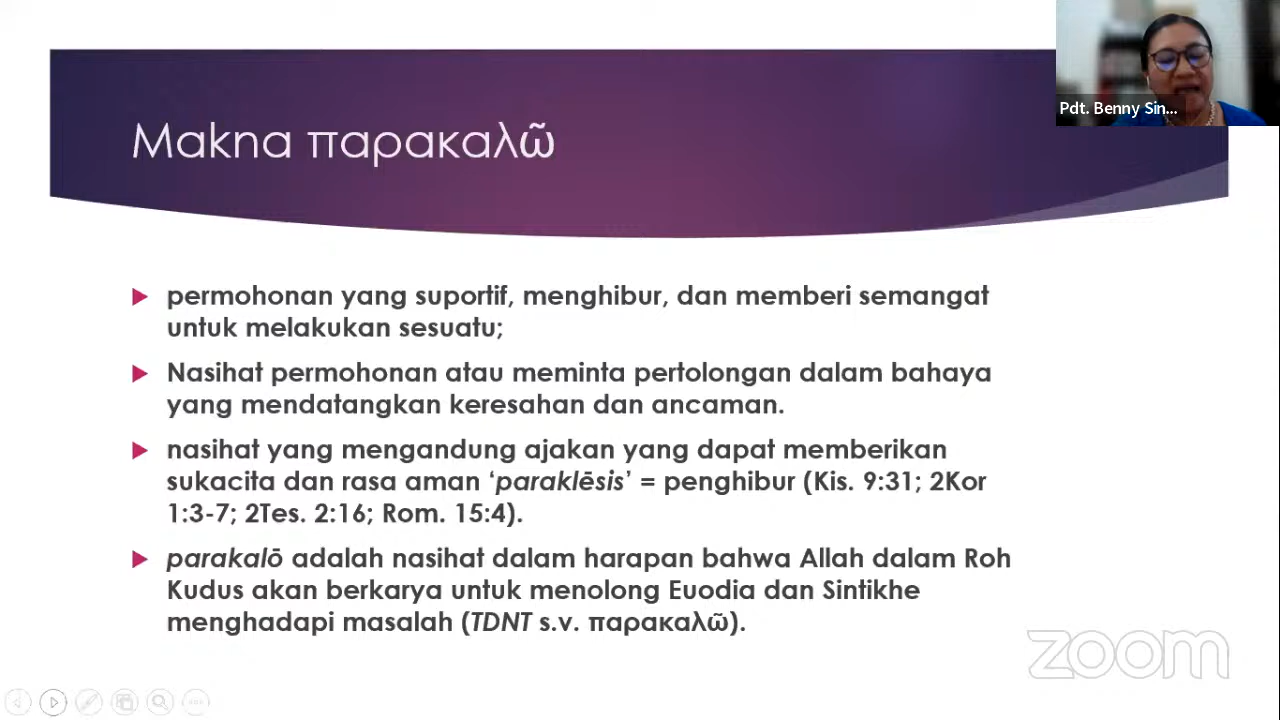 Makna παρακαλῶ
Pdt. Benny Sin...
permohonan yang suportif, menghibur, dan memberi semangat
untuk melakukan sesuatu;
Nasihat permohonan atau meminta pertolongan dalam bahaya
yang mendatangkan keresahan dan ancaman.
nasihat yang mengandung ajakan yang dapat memberikan
sukacita dan rasa aman ‘paraklēsis’ = penghibur (Kis. 9:31; 2Kor
1:3-7; 2Tes. 2:16; Rom. 15:4).
parakalō adalah nasihat dalam harapan bahwa Allah dalam Roh
Kudus akan berkarya untuk menolong Euodia dan Sintikhe
menghadapi masalah (TDNT s.v. παρακαλῶ).
zoom